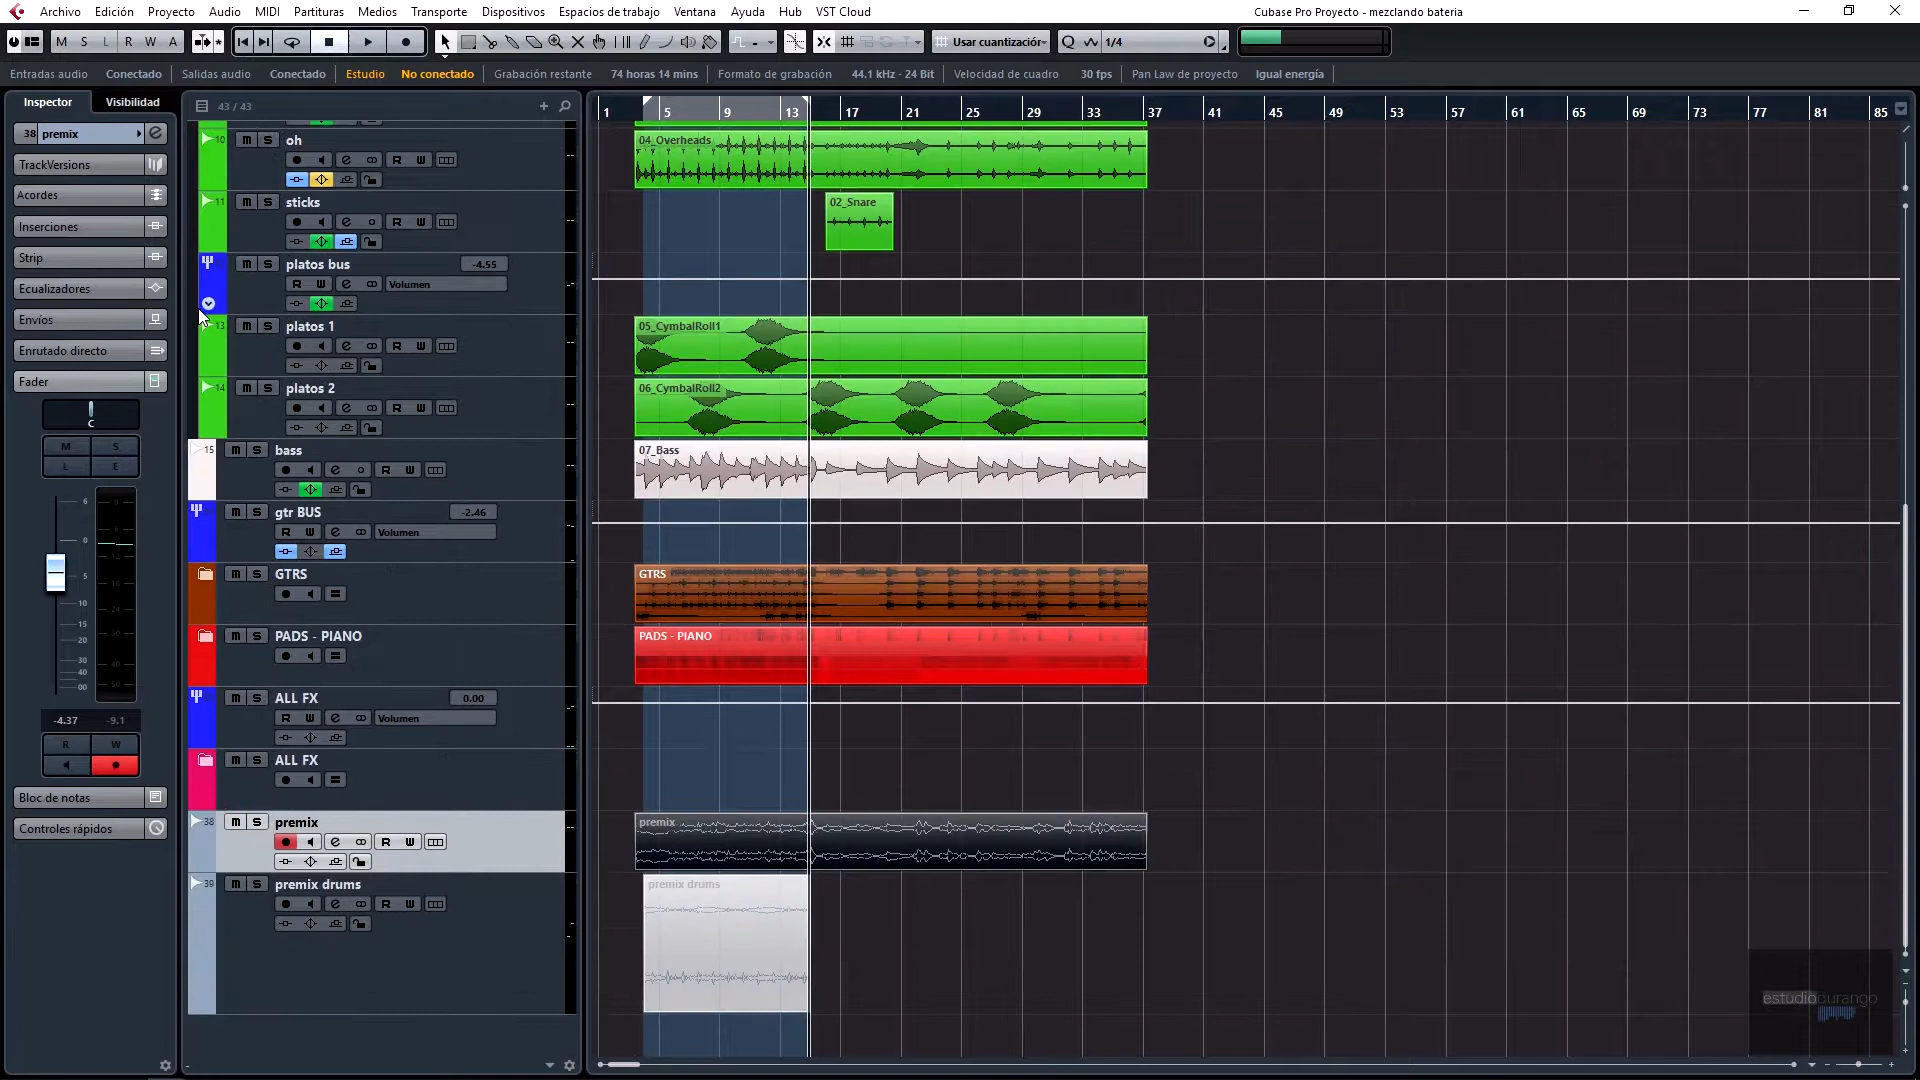 Archivo Edición Proyecto Audio MIDI Partituras Medios Transporte Dispositivos Espacios de trabajo Ventana Ayuda Hub VST Cloud
Cubase Pro Proyecto - mezclando bateria
M S L R W A
Usar cuantización
Q 1/4
Entradas audio Conectado Salidas audio Conectado Estudio No conectado Grabación restante 74 horas 14 mins Formato de grabación 44.1 kHz - 24 Bit Velocidad de cuadro 30 fps Pan Law de proyecto Igual energía
Inspector Visibilidad
43 / 43
1 5 9 13 17 21 25 29 33 37 41 45 49 53 57 61 65 69 73 77 81 85
38 premix
TrackVersions
Acordes
Inserciones
Strip
Ecualizadores
Envíos
Enrutado directo
Fader
C
M S
L E
6
0
5
10
15
20
30
40
00
-4.37 -9.1
R W
Bloc de notas
Controles rápidos
10 m S oh
R W
11 m S sticks
R W
m S platos bus -4.55
R W e Volumen
13 m S platos 1
R W
14 m S platos 2
R W
15 m S bass
R W
m S gtr BUS -2.46
R W e Volumen
m S GTRS
m S PADS - PIANO
m S ALL FX 0.00
R W e Volumen
m S ALL FX
38 m S premix
R W
39 m S premix drums
R W
04_Overheads
02_Snare
05_CymbalRoll1
06_CymbalRoll2
07_Bass
GTRS
PADS - PIANO
premix
premix drums
estudiodurango